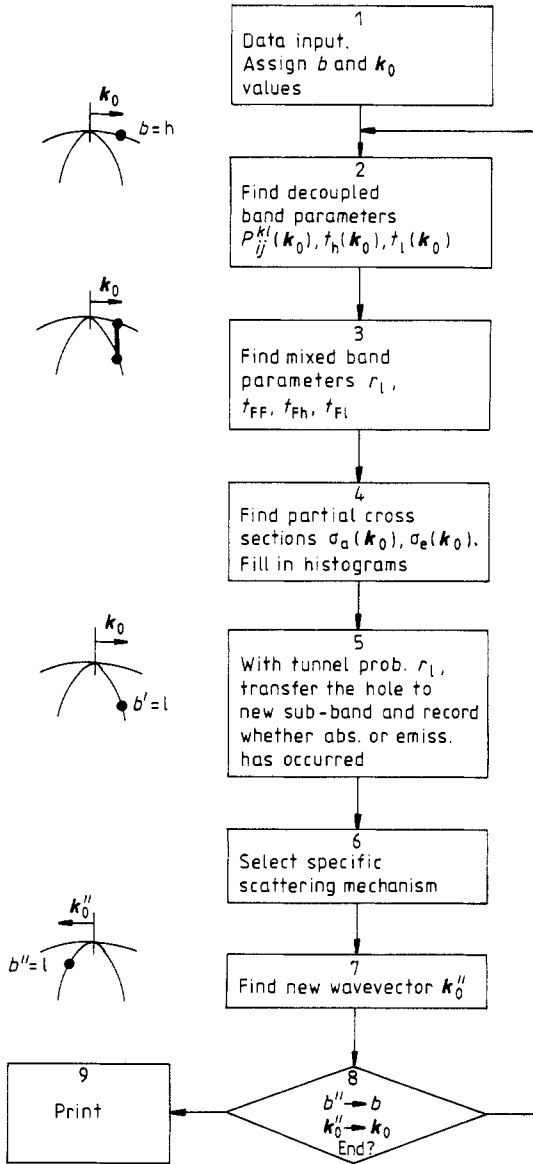 1
Data input.
Assign b and k₀
values
k₀
b=h
2
Find decoupled
band parameters
P_{ij}^{kl}(k₀), t_h(k₀), t_l(k₀)
k₀
3
Find mixed band
parameters r_l,
t_FF, t_Fh, t_Fl
4
Find partial cross
sections σ_a(k₀), σ_e(k₀).
Fill in histograms
k₀
b'=l
5
With tunnel prob. r_l,
transfer the hole to
new sub-band and record
whether abs. or emiss.
has occurred
6
Select specific
scattering mechanism
k₀''
b''=l
7
Find new wavevector k₀''
9
Print
8
b''→b
k₀''→k₀
End?